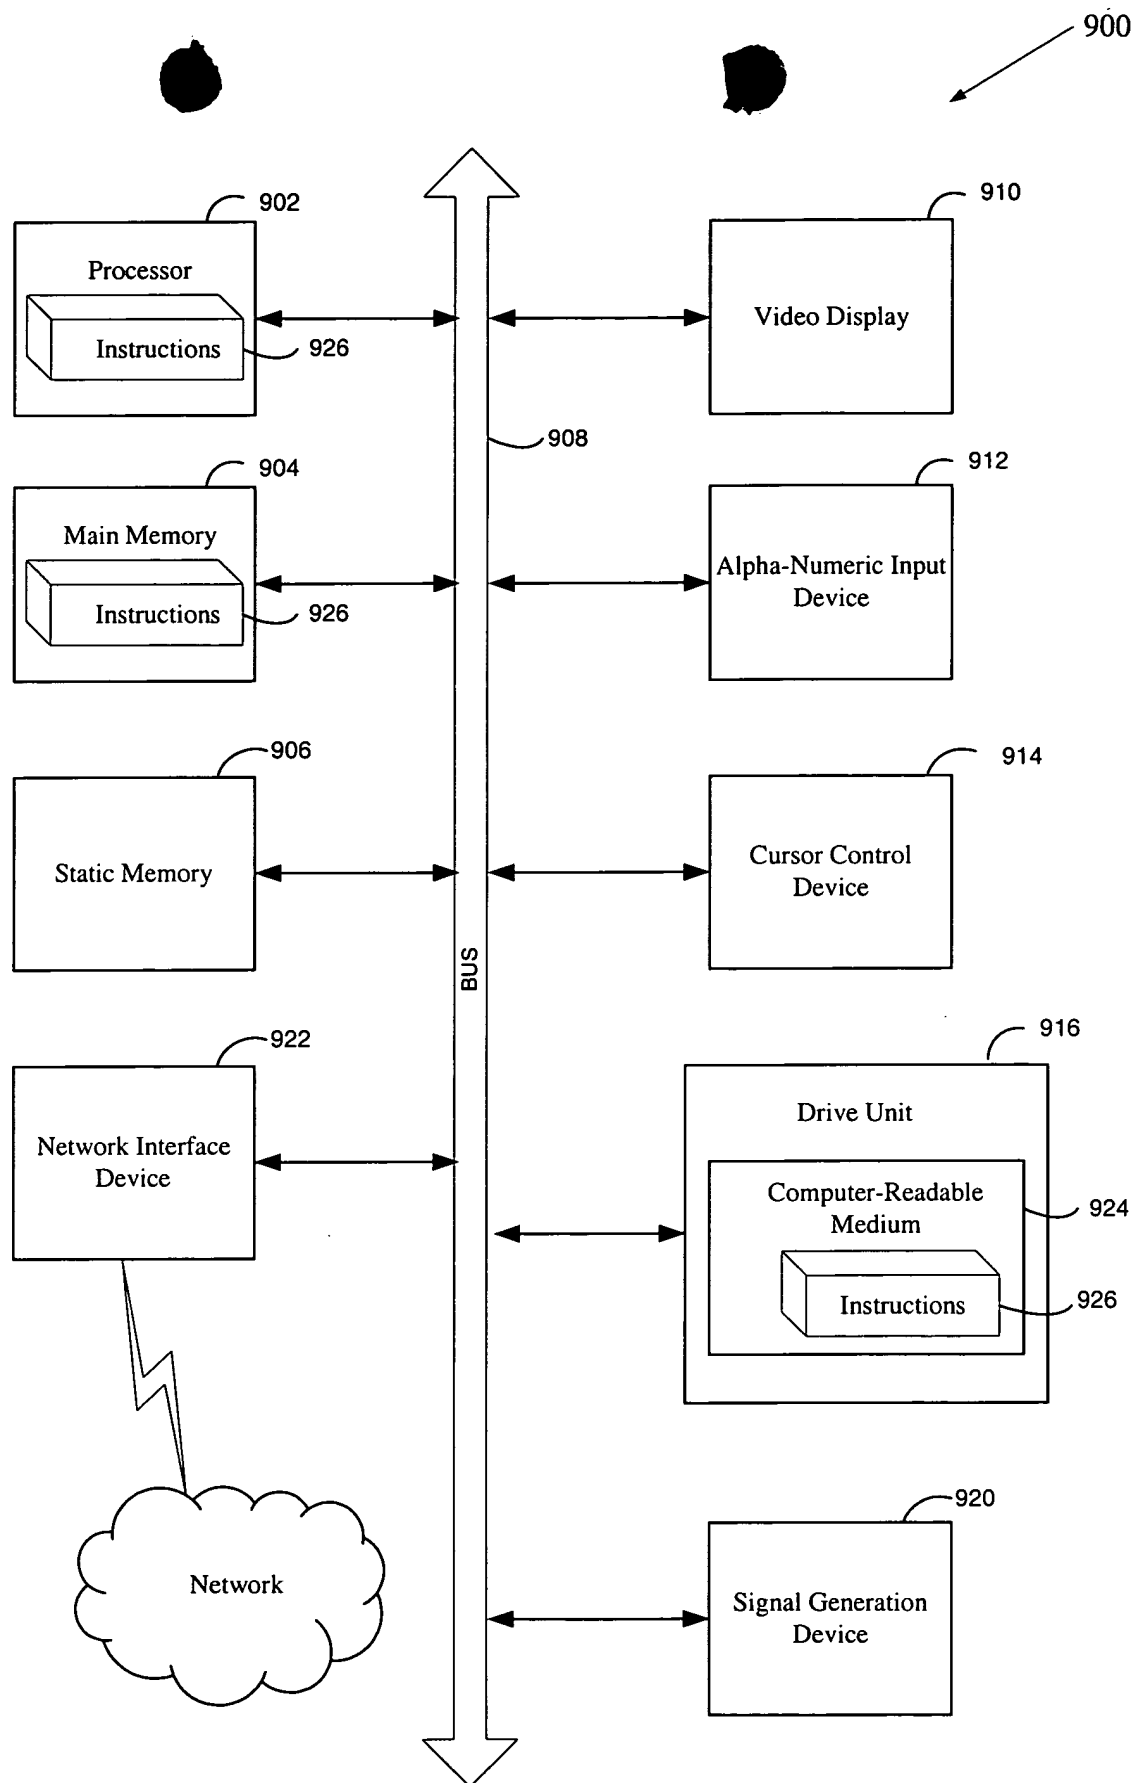 900
902
Processor
Instructions
926
910
Video Display
908
904
Main Memory
Instructions
926
912
Alpha-Numeric Input
Device
906
Static Memory
914
Cursor Control
Device
BUS
922
Network Interface
Device
916
Drive Unit
Computer-Readable
Medium
924
Instructions
926
Network
920
Signal Generation
Device